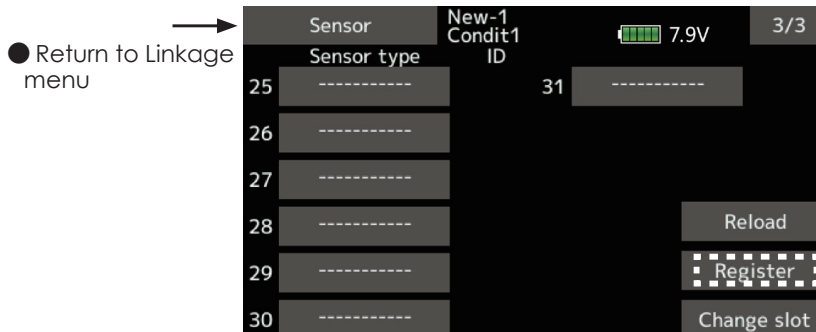 ● Return to Linkage
menu
Sensor
New-1
Condit1
7.9V
3/3
Sensor type
ID
25 -----------
31 -----------
26 -----------
27 -----------
28 -----------
Reload
29 -----------
Register
30 -----------
Change slot